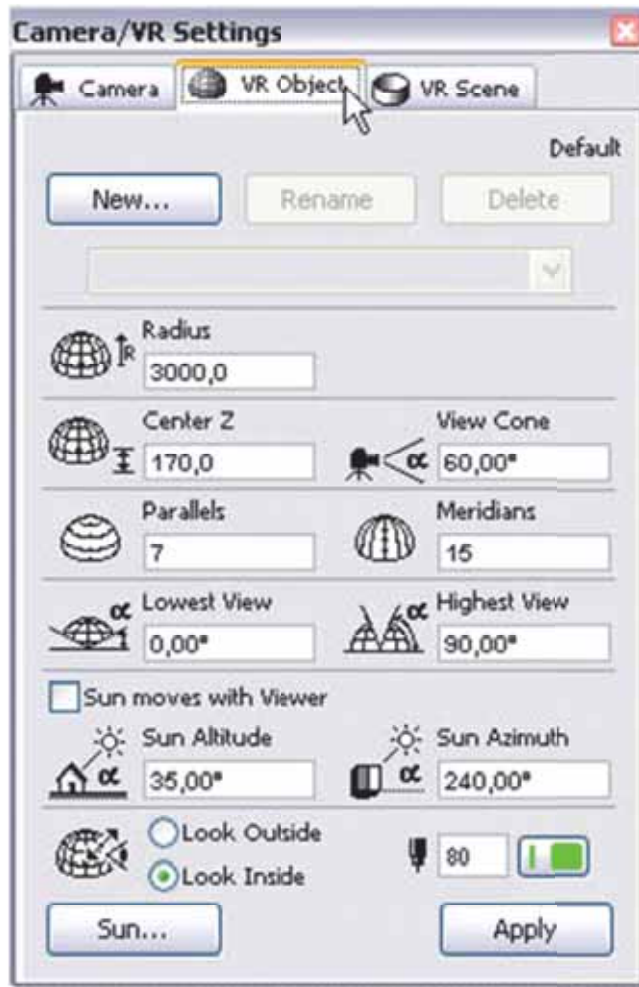 Camera/VR Settings
Camera
VR Object
VR Scene
Default
New...
Rename
Delete
Radius
R
3000,0
Center Z
View Cone
170,0
α
60,00°
Parallels
Meridians
7
15
α
Lowest View
α
Highest View
0,00°
90,00°
Sun moves with Viewer
Sun Altitude
Sun Azimuth
α
35,00°
α
240,00°
Look Outside
80
Look Inside
Sun...
Apply